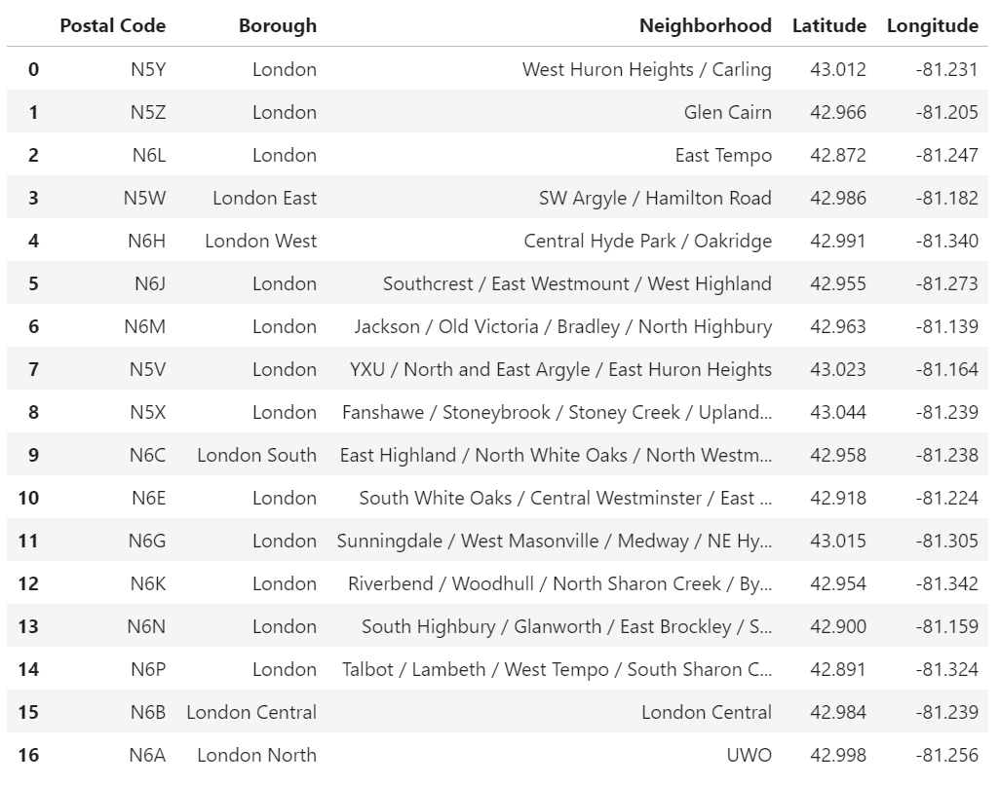 Postal Code Borough Neighborhood Latitude Longitude
0 N5Y London West Huron Heights / Carling 43.012 -81.231
1 N5Z London Glen Cairn 42.966 -81.205
2 N6L London East Tempo 42.872 -81.247
3 N5W London East SW Argyle / Hamilton Road 42.986 -81.182
4 N6H London West Central Hyde Park / Oakridge 42.991 -81.340
5 N6J London Southcrest / East Westmount / West Highland 42.955 -81.273
6 N6M London Jackson / Old Victoria / Bradley / North Highbury 42.963 -81.139
7 N5V London YXU / North and East Argyle / East Huron Heights 43.023 -81.164
8 N5X London Fanshawe / Stoneybrook / Stoney Creek / Upland... 43.044 -81.239
9 N6C London South East Highland / North White Oaks / North Westm... 42.958 -81.238
10 N6E London South White Oaks / Central Westminster / East ... 42.918 -81.224
11 N6G London Sunningdale / West Masonville / Medway / NE Hy... 43.015 -81.305
12 N6K London Riverbend / Woodhull / North Sharon Creek / By... 42.954 -81.342
13 N6N London South Highbury / Glanworth / East Brockley / S... 42.900 -81.159
14 N6P London Talbot / Lambeth / West Tempo / South Sharon C... 42.891 -81.324
15 N6B London Central London Central 42.984 -81.239
16 N6A London North UWO 42.998 -81.256